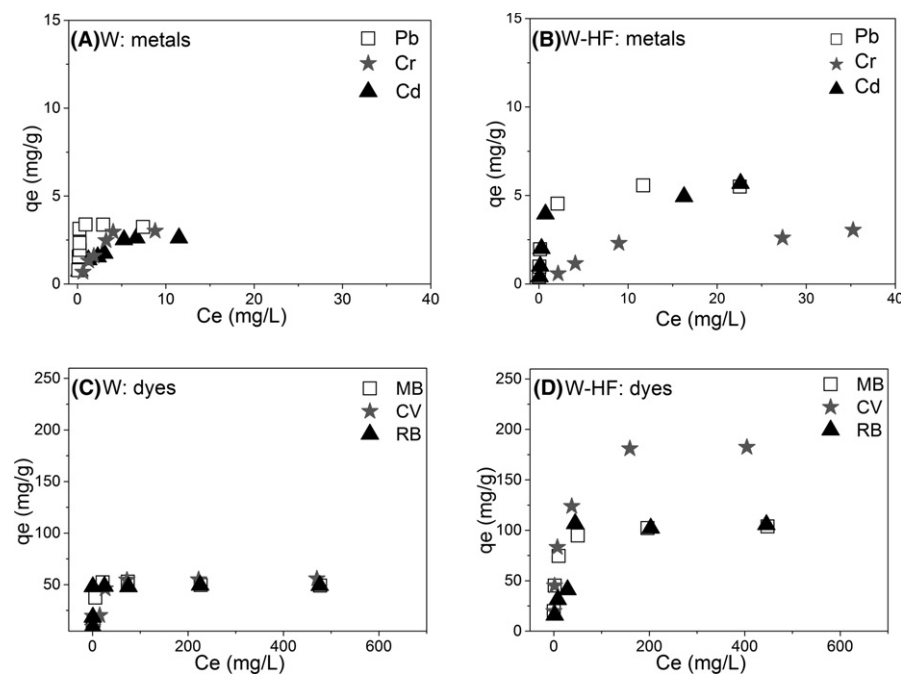 (A) W: metals
Pb
Cr
Cd
15
10
5
0
qe (mg/g)
0 10 20 30 40
Ce (mg/L)
(B) W-HF: metals
Pb
Cr
Cd
15
10
5
0
qe (mg/g)
0 10 20 30 40
Ce (mg/L)
(C) W: dyes
MB
CV
RB
250
200
150
100
50
qe (mg/g)
0 200 400 600
Ce (mg/L)
(D) W-HF: dyes
MB
CV
RB
250
200
150
100
50
0
qe (mg/g)
0 200 400 600
Ce (mg/L)